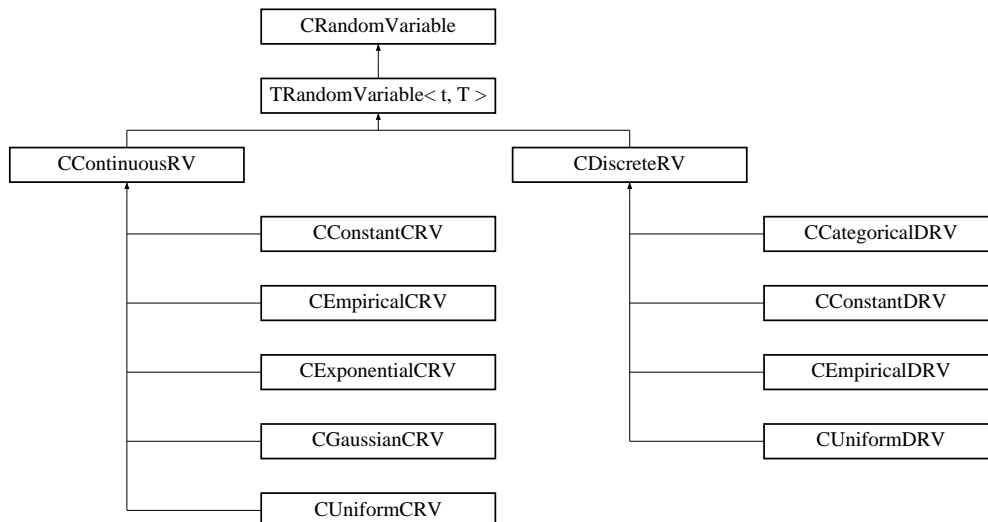 CRandomVariable
TRandomVariable< t, T >
CContinuousRV
CDiscreteRV
CConstantCRV
CCategoricalDRV
CEmpiricalCRV
CConstantDRV
CExponentialCRV
CEmpiricalDRV
CGaussianCRV
CUniformDRV
CUniformCRV